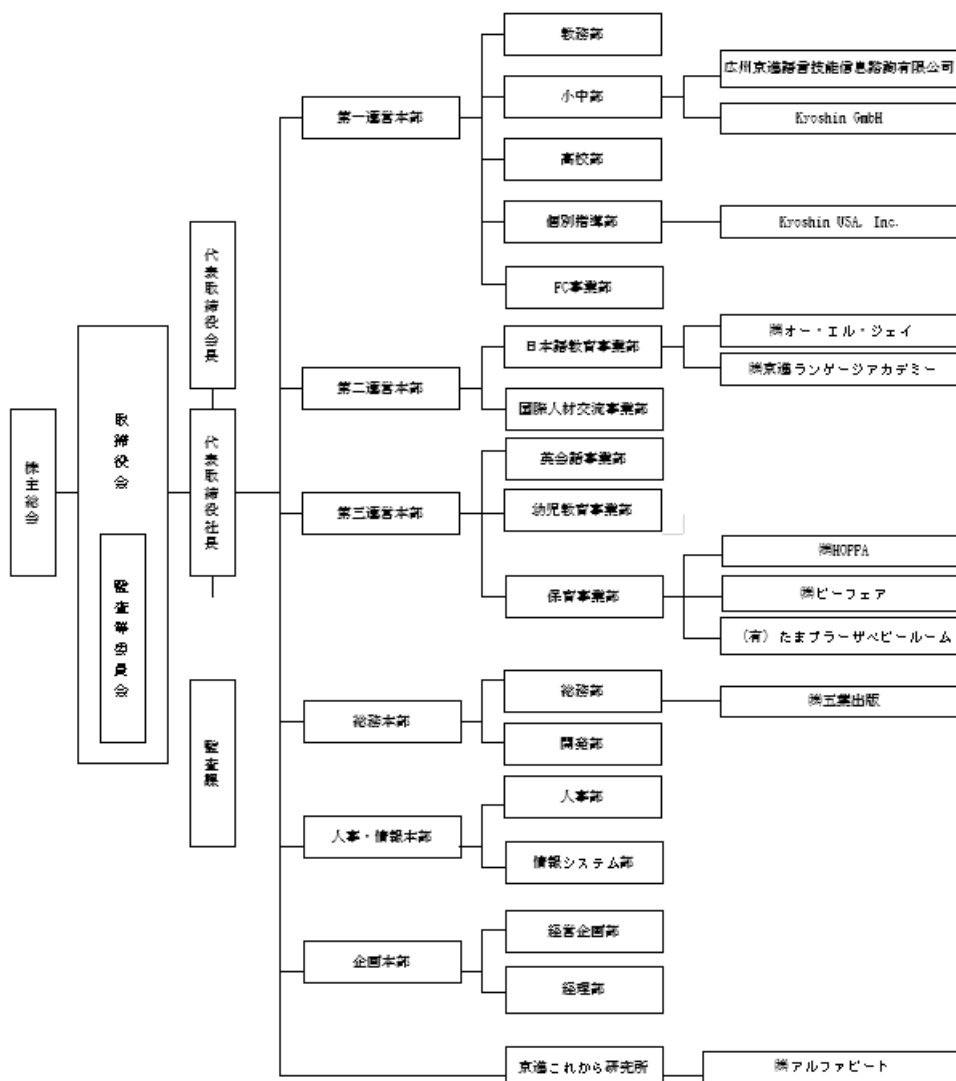 株主総会
取締役会
監査等委員会
代表取締役会長
代表取締役社長
監査課
第一運営本部
教務部
小中部
広州京進語言技能信息諮詢有限公司
Kyoshin GmbH
高校部
個別指導部
Kyoshin USA, Inc.
FC事業部
第二運営本部
日本語教育事業部
㈱オー・エル・ジェイ
㈱京進ランゲージアカデミー
国際人材交流事業部
第三運営本部
英会話事業部
幼児教育事業部
保育事業部
㈱HOPPA
㈱ビーフェア
(有)たまプラーザベビールーム
総務本部
総務部
㈱五葉出版
開発部
人事・情報本部
人事部
情報システム部
企画本部
経営企画部
経理部
京進これから研究所
㈱アルファビート